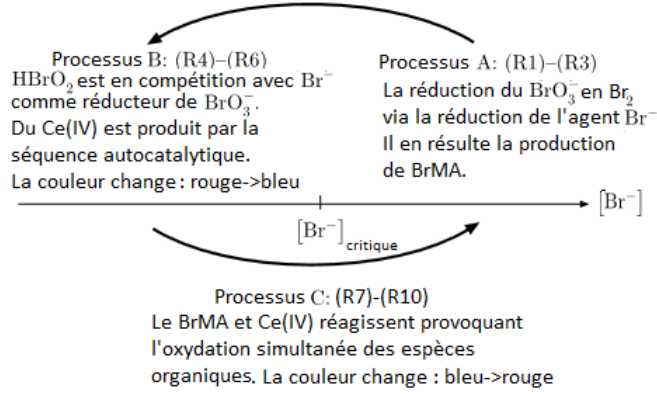 Processus B: (R4)–(R6)
HBrO₂ est en compétition avec Br⁻
comme réducteur de BrO₃⁻.
Du Ce(IV) est produit par la
séquence autocatalytique.
La couleur change : rouge->bleu
Processus A: (R1)–(R3)
La réduction du BrO₃⁻ en Br₂
via la réduction de l'agent Br⁻
Il en résulte la production
de BrMA.
[Br⁻]
[Br⁻]critique
Processus C: (R7)-(R10)
Le BrMA et Ce(IV) réagissent provoquant
l'oxydation simultanée des espèces
organiques. La couleur change : bleu->rouge